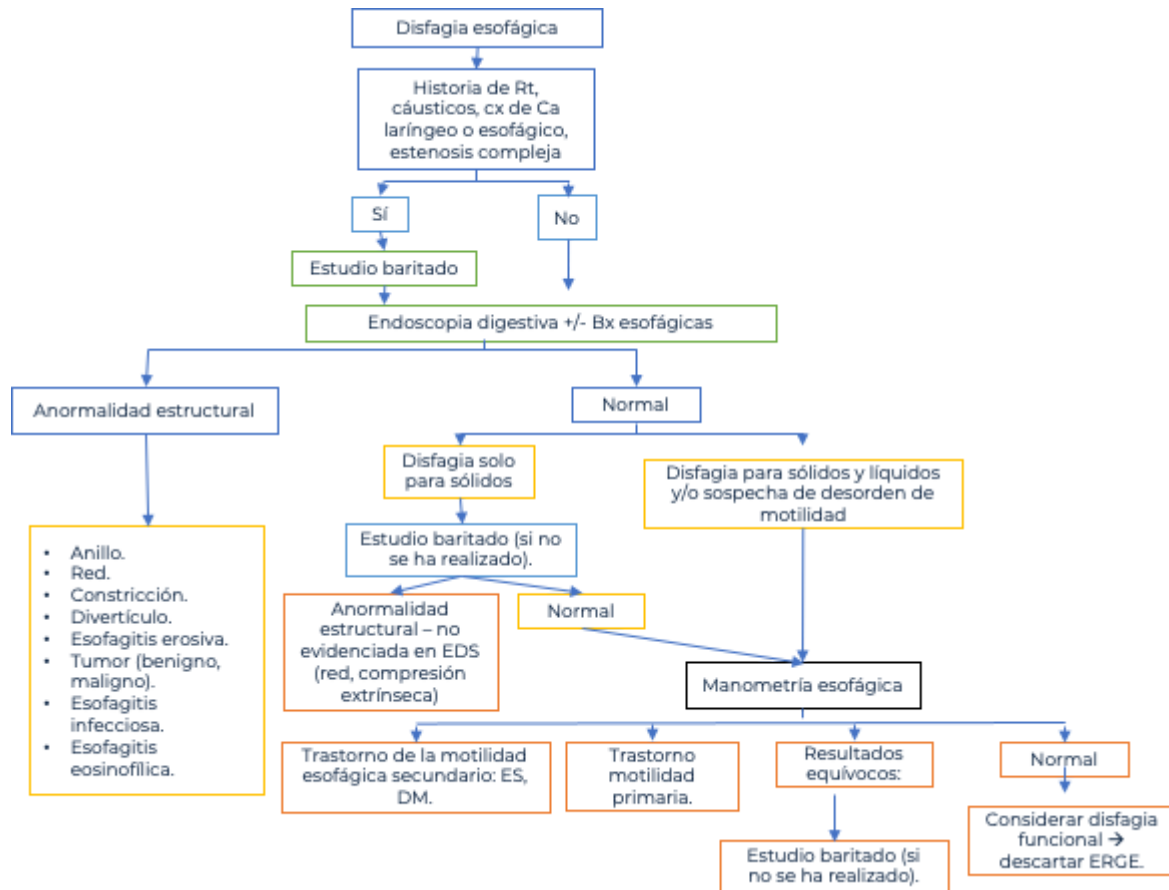 Disfagia esofágica
Historia de Rt,
cáusticos, cx de Ca
laríngeo o esofágico,
estenosis compleja
Sí
No
Estudio baritado
Endoscopia digestiva +/- Bx esofágicas
Anormalidad estructural
Normal
Disfagia solo
para sólidos
Disfagia para sólidos y líquidos
y/o sospecha de desorden de
motilidad
Estudio baritado (si no
se ha realizado).
• Anillo.
• Red.
• Constricción.
• Divertículo.
• Esofagitis erosiva.
• Tumor (benigno,
maligno).
• Esofagitis
infecciosa.
• Esofagitis
eosinofílica.
Anormalidad
estructural – no
evidenciada en EDS
(red, compresión
extrínseca)
Normal
Manometría esofágica
Trastorno de la motilidad
esofágica secundario: ES,
DM.
Trastorno
motilidad
primaria.
Resultados
equívocos:
Normal
Estudio baritado (si
no se ha realizado).
Considerar disfagia
funcional →
descartar ERGE.